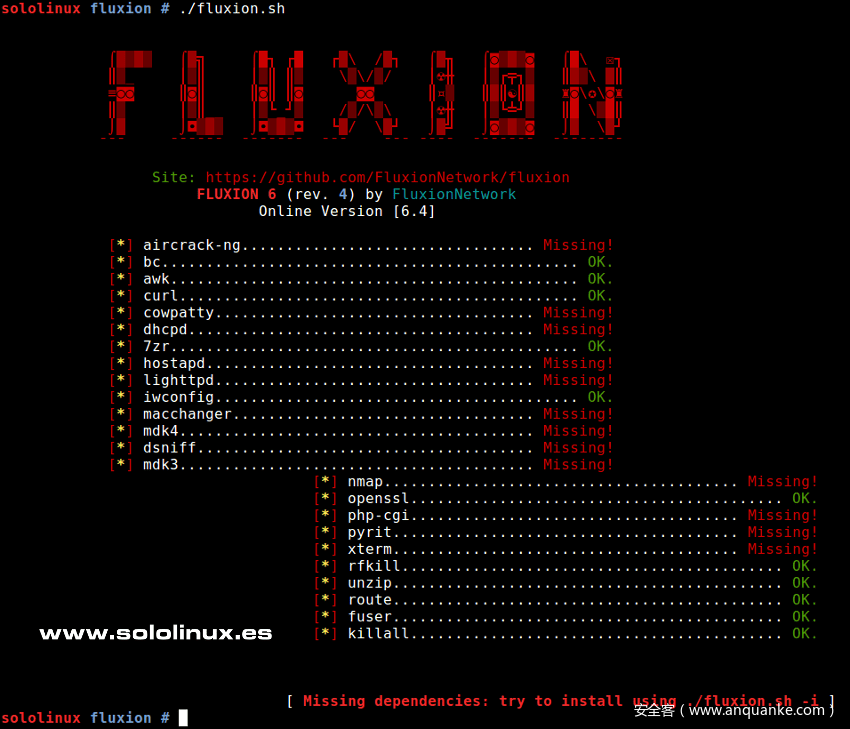 sololinux fluxion # ./fluxion.sh
FLUXION
Site: https://github.com/FluxionNetwork/fluxion
FLUXION 6 (rev. 4) by FluxionNetwork
Online Version [6.4]
[*] aircrack-ng................................. Missing!
[*] bc............................................... OK.
[*] awk.............................................. OK.
[*] curl............................................. OK.
[*] cowpatty.................................... Missing!
[*] dhcpd....................................... Missing!
[*] 7zr.............................................. OK.
[*] hostapd..................................... Missing!
[*] lighttpd.................................... Missing!
[*] iwconfig......................................... OK.
[*] macchanger.................................. Missing!
[*] mdk4........................................ Missing!
[*] dsniff...................................... Missing!
[*] mdk3........................................ Missing!
[*] nmap........................................ Missing!
[*] openssl.......................................... OK.
[*] php-cgi..................................... Missing!
[*] pyrit....................................... Missing!
[*] xterm....................................... Missing!
[*] rfkill........................................... OK.
[*] unzip............................................ OK.
[*] route............................................ OK.
[*] fuser............................................ OK.
[*] killall.......................................... OK.
www.sololinux.es
[ Missing dependencies: try to install using ./fluxion.sh -i ]
安全客 ( www.anquanke.com )
sololinux fluxion #